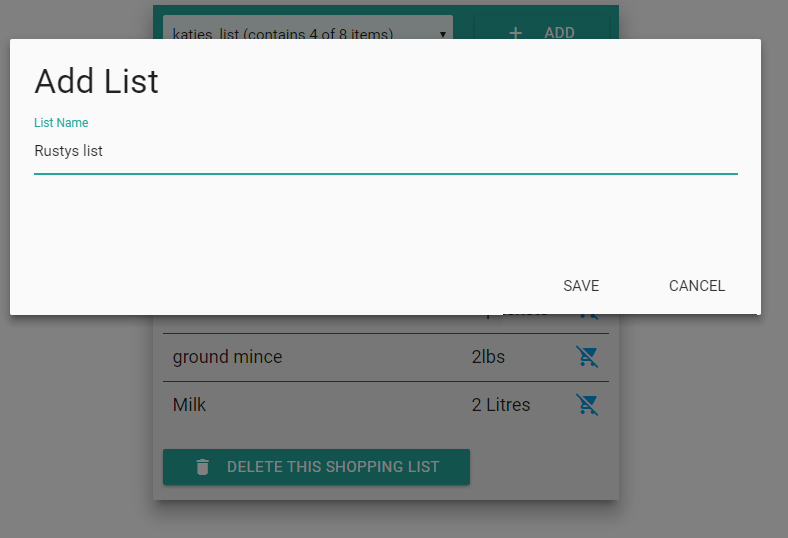 katies list (contains 4 of 8 items)
ADD
Add List
List Name
Rustys list
SAVE
CANCEL
ground mince
2lbs
Milk
2 Litres
DELETE THIS SHOPPING LIST